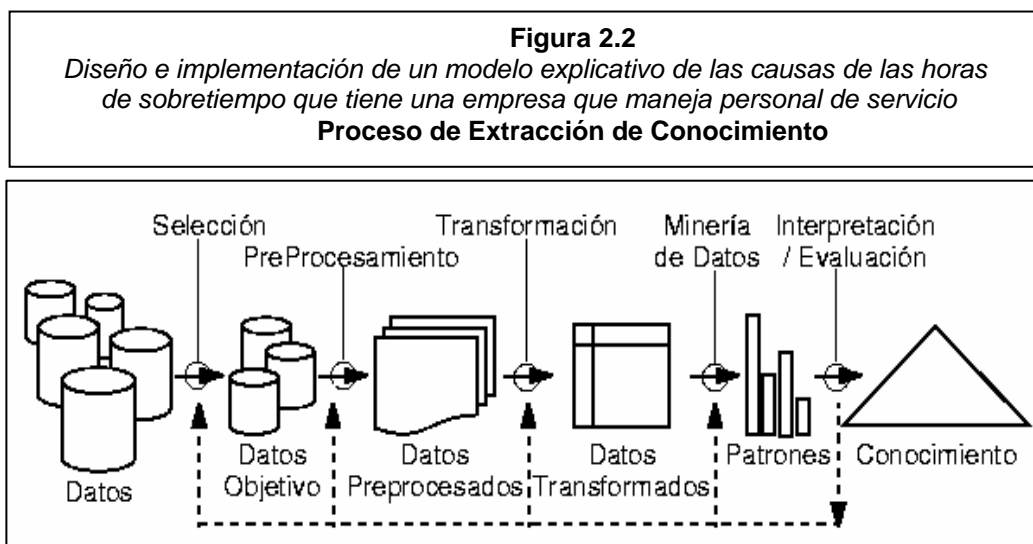 Figura 2.2
Diseño e implementación de un modelo explicativo de las causas de las horas
de sobretiempo que tiene una empresa que maneja personal de servicio
Proceso de Extracción de Conocimiento
Selección
PreProcesamiento
Transformación
Minería
de Datos
Interpretación
/ Evaluación
Datos
Datos
Objetivo
Datos
Preprocesados
Datos
Transformados
Patrones
Conocimiento